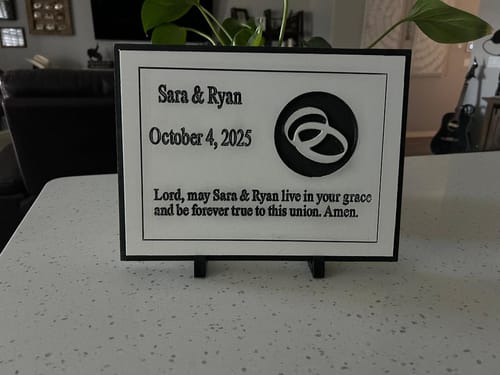 Sara & Ryan
October 4, 2025
Lord, may Sara & Ryan live in your grace
and be forever true to this union. Amen.